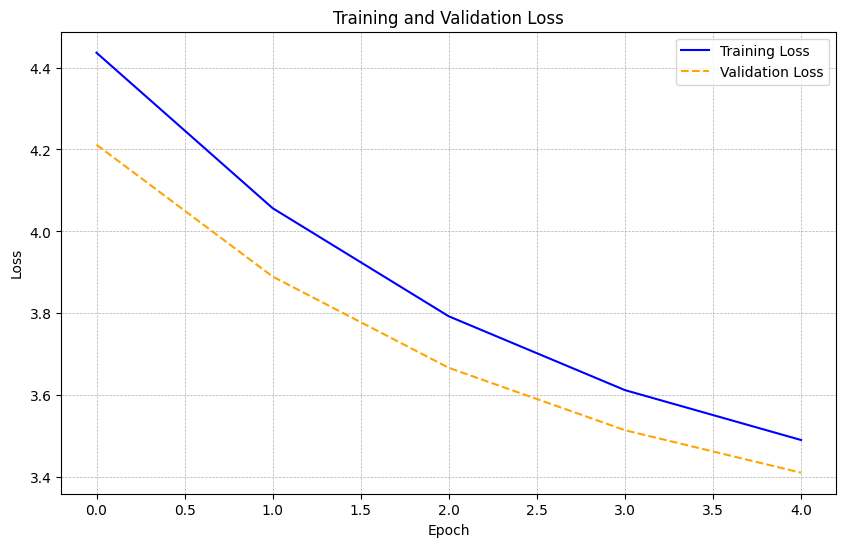 Training and Validation Loss
Training Loss
Validation Loss
4.4
4.2
4.0
3.8
3.6
3.4
Loss
0.0 0.5 1.0 1.5 2.0 2.5 3.0 3.5 4.0
Epoch